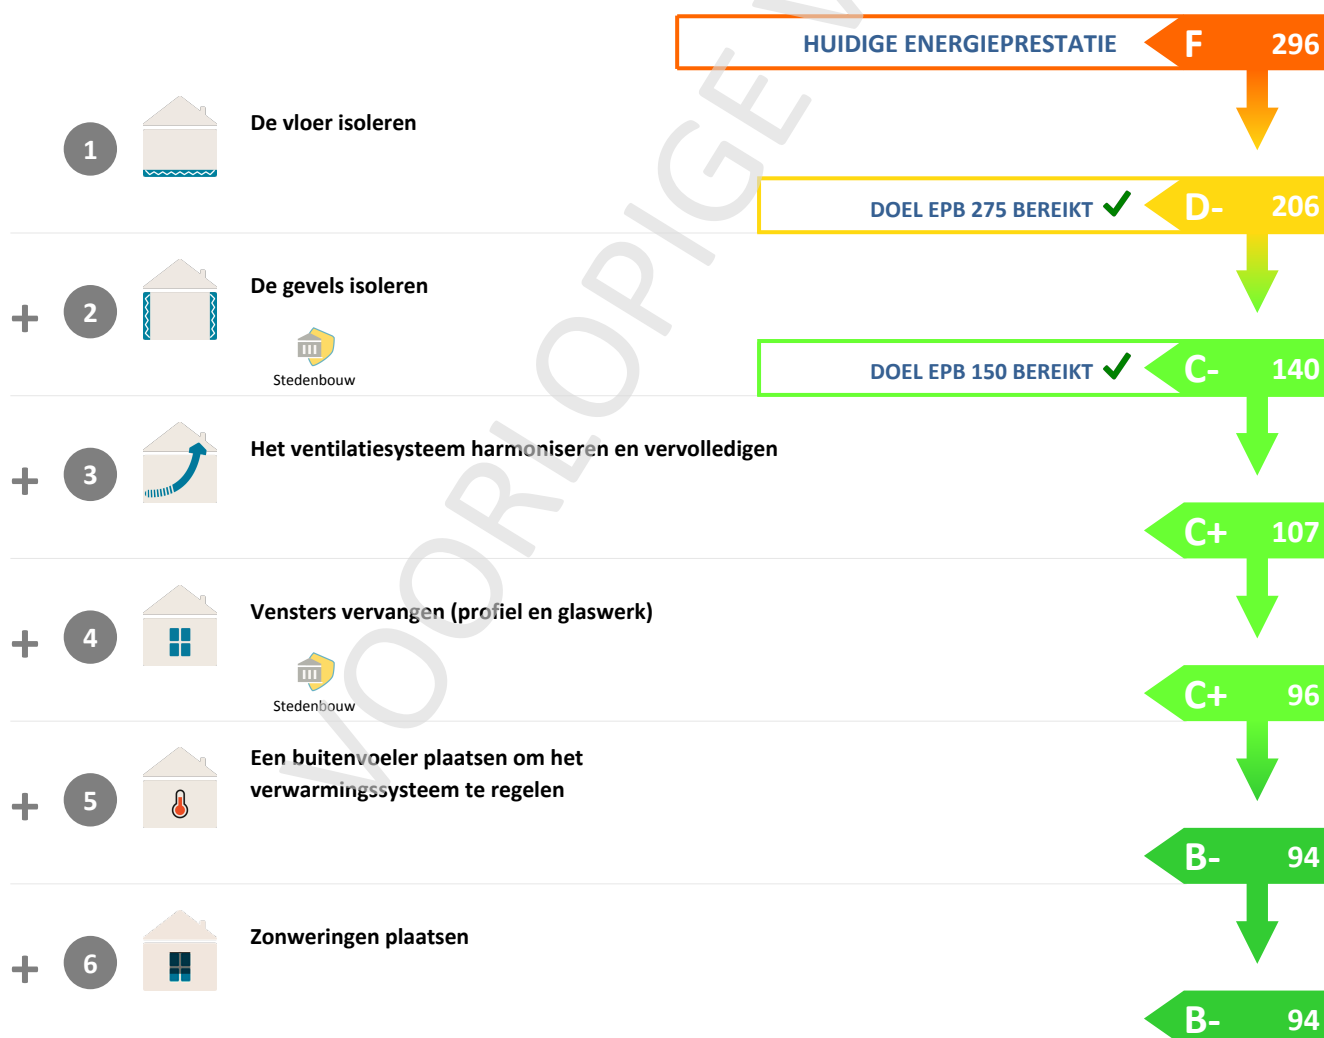 HUIDIGE ENERGIEPRESTATIE F 296
1 De vloer isoleren
DOEL EPB 275 BEREIKT D- 206
+ 2 De gevels isoleren
Stedenbouw
DOEL EPB 150 BEREIKT C- 140
+ 3 Het ventilatiesysteem harmoniseren en vervolledigen
C+ 107
+ 4 Vensters vervangen (profiel en glaswerk)
Stedenbouw
C+ 96
+ 5 Een buitenvoeler plaatsen om het
verwarmingssysteem te regelen
B- 94
+ 6 Zonweringen plaatsen
B- 94
VOORLOPIGE